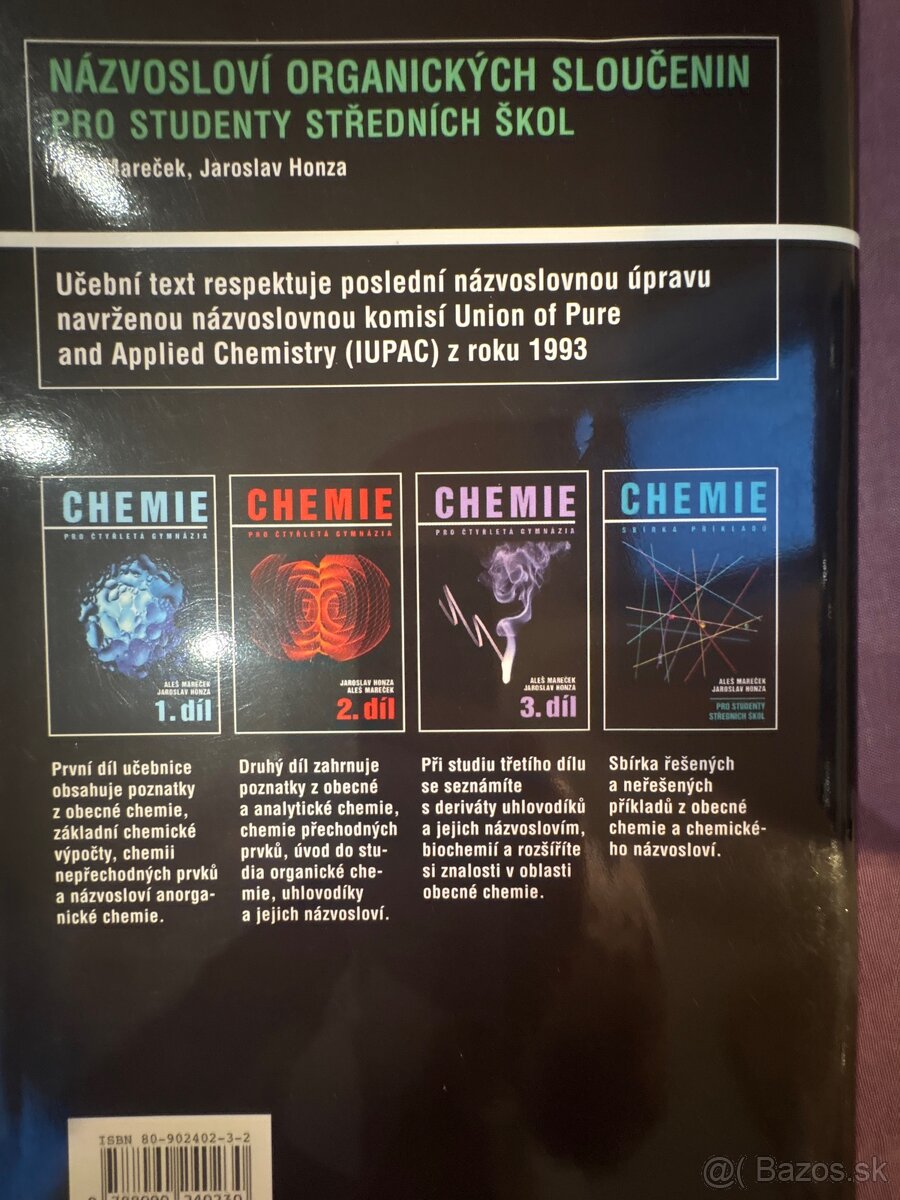 NÁZVOSLOVÍ ORGANICKÝCH SLOUČENIN
PRO STUDENTY STŘEDNÍCH ŠKOL
Mareček, Jaroslav Honza
Učební text respektuje poslední názvoslovnou úpravu
navrženou názvoslovnou komisí Union of Pure
and Applied Chemistry (IUPAC) z roku 1993
CHEMIE
PRO ČTYŘLETÁ GYMNÁZIA
ALEŠ MAREČEK
JAROSLAV HONZA
1. díl
První díl učebnice
obsahuje poznatky
z obecné chemie,
základní chemické
výpočty, chemii
nepřechodných prvků
a názvosloví anorga-
nické chemie.
CHEMIE
PRO ČTYŘLETÁ GYMNÁZIA
JAROSLAV HONZA
ALEŠ MAREČEK
2. díl
Druhý díl zahrnuje
poznatky z obecné
a analytické chemie,
chemie přechodných
prvků, úvod do stu-
dia organické che-
mie, uhlovodíky
a jejich názvosloví.
CHEMIE
PRO ČTYŘLETÁ GYMNÁZIA
ALEŠ MAREČEK
JAROSLAV HONZA
3. díl
Při studiu třetího dílu
se seznámíte
s deriváty uhlovodíků
a jejich názvoslovím,
biochemií a rozšíříte
si znalosti v oblasti
obecné chemie.
CHEMIE
SBÍRKA PŘÍKLADŮ
ALEŠ MAREČEK
JAROSLAV HONZA
PRO STUDENTY
STŘEDNÍCH ŠKOL
Sbírka řešených
a neřešených
příkladů z obecné
chemie a chemické-
ho názvosloví.
ISBN 80-902402-3-2
@( Bazos.sk